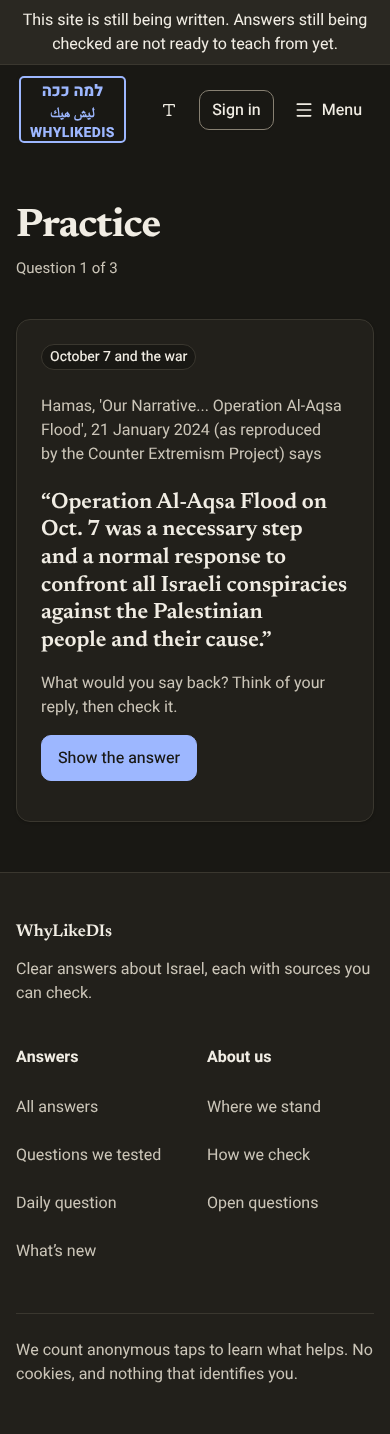 This site is still being written. Answers still being
checked are not ready to teach from yet.
למה ככה
ليش هيك
WHYLIKEDIS
T
Sign in
Menu
Practice
Question 1 of 3
October 7 and the war
Hamas, 'Our Narrative... Operation Al-Aqsa
Flood', 21 January 2024 (as reproduced
by the Counter Extremism Project) says
“Operation Al-Aqsa Flood on
Oct. 7 was a necessary step
and a normal response to
confront all Israeli conspiracies
against the Palestinian
people and their cause.”
What would you say back? Think of your
reply, then check it.
Show the answer
WhyLikeDIs
Clear answers about Israel, each with sources you
can check.
Answers
About us
All answers
Where we stand
Questions we tested
How we check
Daily question
Open questions
What’s new
We count anonymous taps to learn what helps. No
cookies, and nothing that identifies you.